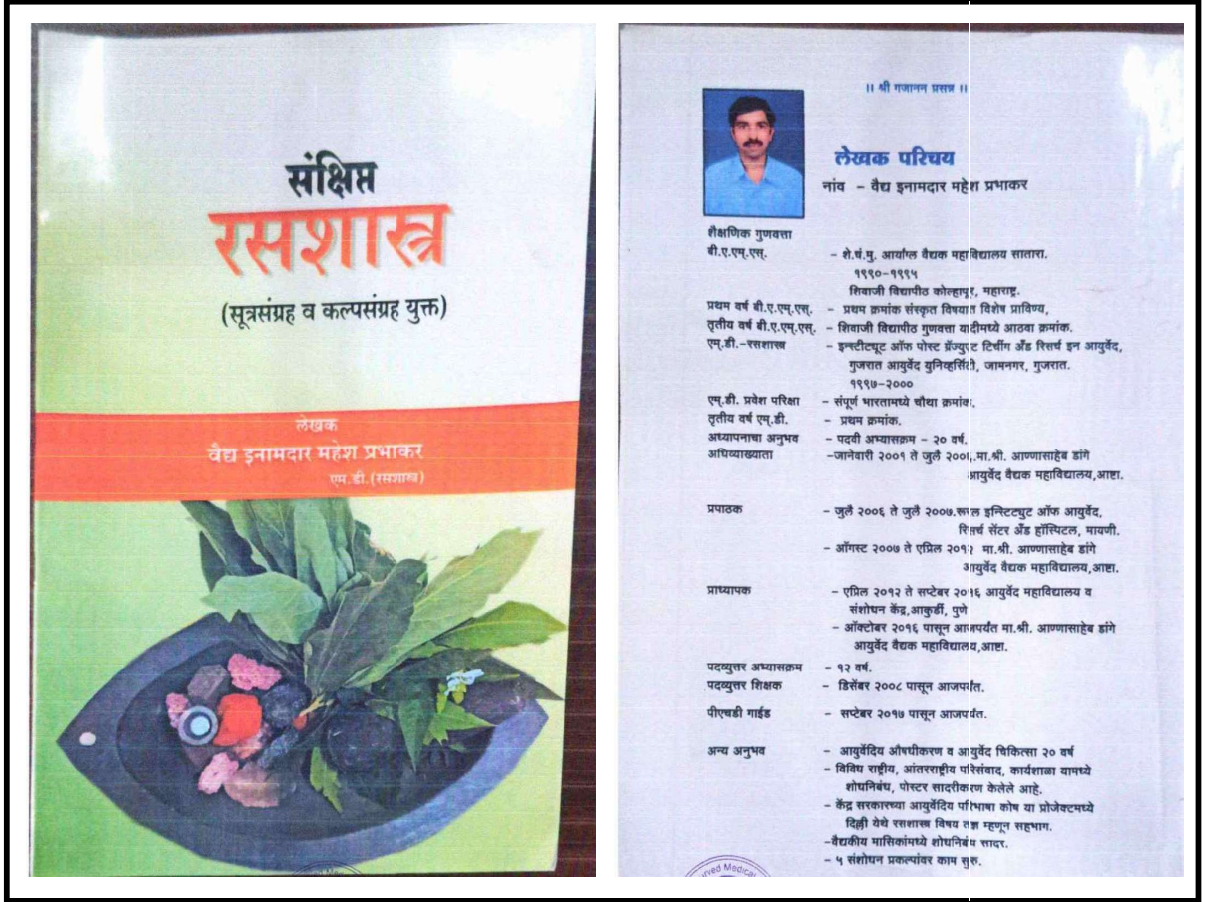 संक्षिप्त
रसशास्त्र
(सूत्रसंग्रह व कल्पसंग्रह युक्त)
लेखक
वैद्य इनामदार महेश प्रभाकर
एम.डी.(रसशास्त्र)
।। श्री गजानन प्रसन्न ।।
लेखक परिचय
नांव – वैद्य इनामदार महेश प्रभाकर
शैक्षणिक गुणवत्ता
बी.ए.एम्.एस्. – शे.चं.मु. आर्यांग्ल वैद्यक महाविद्यालय सातारा.
१९९०-१९९५
शिवाजी विद्यापीठ कोल्हापूर, महाराष्ट्र.
प्रथम वर्ष बी.ए.एम्.एस्. – प्रथम क्रमांक संस्कृत विषयात विशेष प्राविण्य,
तृतीय वर्ष बी.ए.एम्.एस्. – शिवाजी विद्यापीठ गुणवत्ता यादीमध्ये आठवा क्रमांक.
एम्.डी.-रसशास्त्र – इन्स्टीट्यूट ऑफ पोस्ट ग्रॅज्युएट टिचींग अँड रिसर्च इन आयुर्वेद,
गुजरात आयुर्वेद युनिव्हर्सिटी, जामनगर, गुजरात.
१९९७-२०००
एम्.डी. प्रवेश परिक्षा – संपूर्ण भारतामध्ये चौथा क्रमांक.
तृतीय वर्ष एम्.डी. – प्रथम क्रमांक.
अध्यापनाचा अनुभव – पदवी अभ्यासक्रम – २० वर्ष.
अधिव्याख्याता -जानेवारी २००१ ते जुलै मा.श्री. आण्णासाहेब डांगे
आयुर्वेद वैद्यक महाविद्यालय,आष्टा.
प्रपाठक – जुलै २००६ ते जुलै २००७.रूरल इन्स्टिट्युट ऑफ आयुर्वेद,
रिसर्च सेंटर अँड हॉस्पिटल, मायणी.
– ऑगस्ट २००७ ते एप्रिल २०१२ मा.श्री. आण्णासाहेब डांगे
आयुर्वेद वैद्यक महाविद्यालय,आष्टा.
प्राध्यापक – एप्रिल २०१२ ते सप्टेबर २०१६ आयुर्वेद महाविद्यालय व
संशोधन केंद्र,आकुर्डी, पुणे
– ऑक्टोबर २०१६ पासून आजपर्यंत मा.श्री. आण्णासाहेब डांगे
आयुर्वेद वैद्यक महाविद्यालय,आष्टा.
पदव्युत्तर अभ्यासक्रम – १२ वर्ष.
पदव्युत्तर शिक्षक – डिसेंबर २००८ पासून आजपर्यंत.
पीएचडी गाईड – सप्टेबर २०१७ पासून आजपर्यंत.
अन्य अनुभव – आयुर्वेदिय औषधीकरण व आयुर्वेद चिकित्सा २० वर्ष
– विविध राष्ट्रीय, आंतरराष्ट्रीय परिसंवाद, कार्यशाळा यामध्ये
शोधनिबंध, पोस्टर सादरीकरण केलेले आहे.
– केंद्र सरकारच्या आयुर्वेदिय परिभाषा कोष या प्रोजेक्टमध्ये
दिल्ली येथे रसशास्त्र विषय तज्ञ म्हणून सहभाग.
-वैद्यकीय मासिकांमध्ये शोधनिबंध सादर.
– ५ संशोधन प्रकल्पांवर काम सुरु.